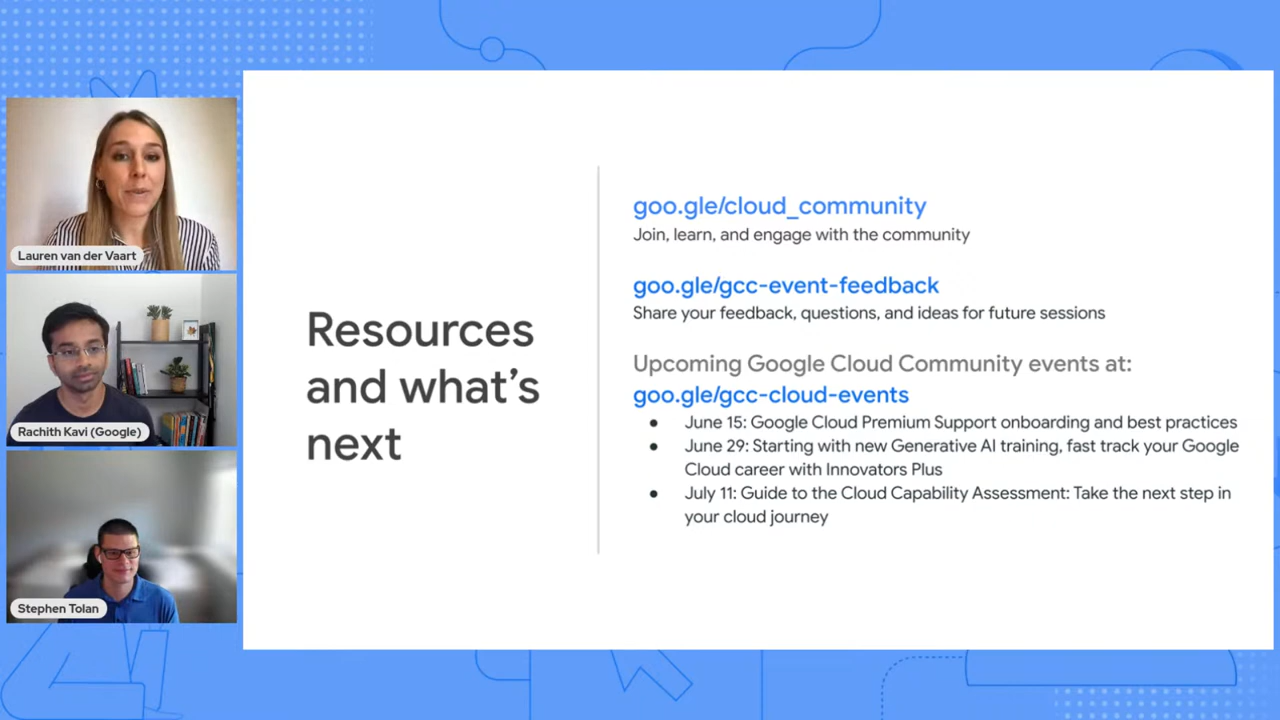 Lauren van der Vaart
Rachith Kavi (Google)
Stephen Tolan
Resources
and what's
next
goo.gle/cloud_community
Join, learn, and engage with the community
goo.gle/gcc-event-feedback
Share your feedback, questions, and ideas for future sessions
Upcoming Google Cloud Community events at:
goo.gle/gcc-cloud-events
● June 15: Google Cloud Premium Support onboarding and best practices
● June 29: Starting with new Generative AI training, fast track your Google
Cloud career with Innovators Plus
● July 11: Guide to the Cloud Capability Assessment: Take the next step in
your cloud journey